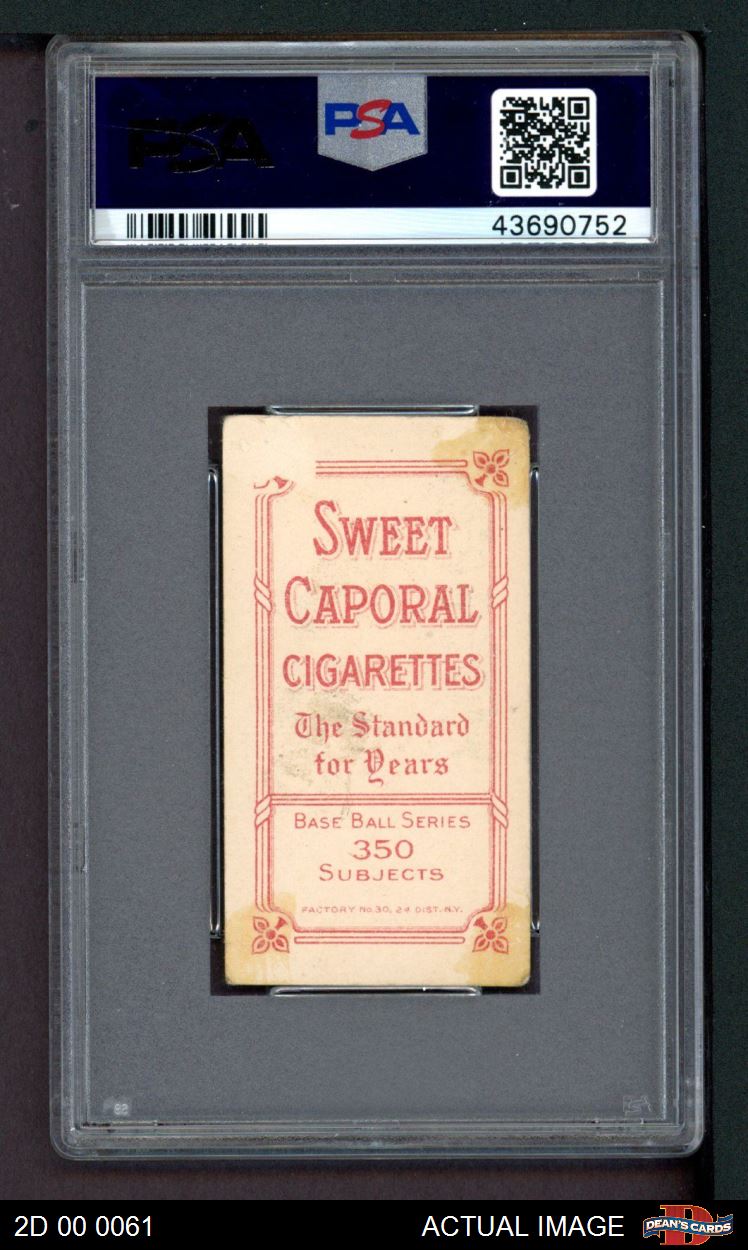 PSA
PSA
43690752
SWEET
CAPORAL
CIGARETTES
The Standard
for Years
BASE BALL SERIES
350
SUBJECTS
FACTORY No. 30, 2d DIST. N.Y.
2D 00 0061
ACTUAL IMAGE
DEAN'S CARDS